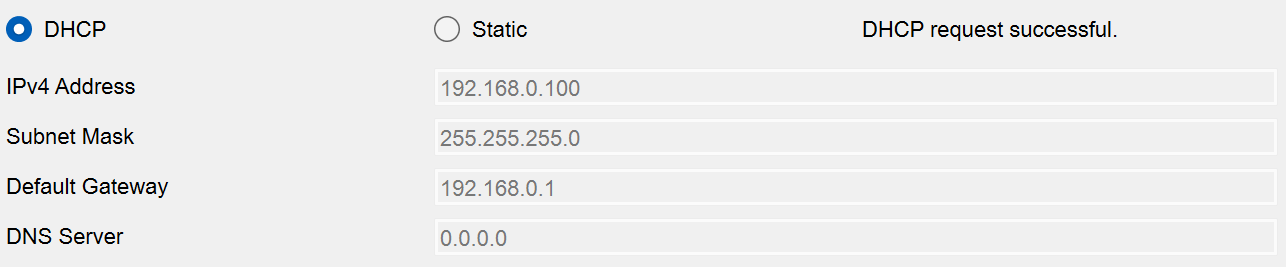 DHCP Static DHCP request successful.
IPv4 Address 192.168.0.100
Subnet Mask 255.255.255.0
Default Gateway 192.168.0.1
DNS Server 0.0.0.0